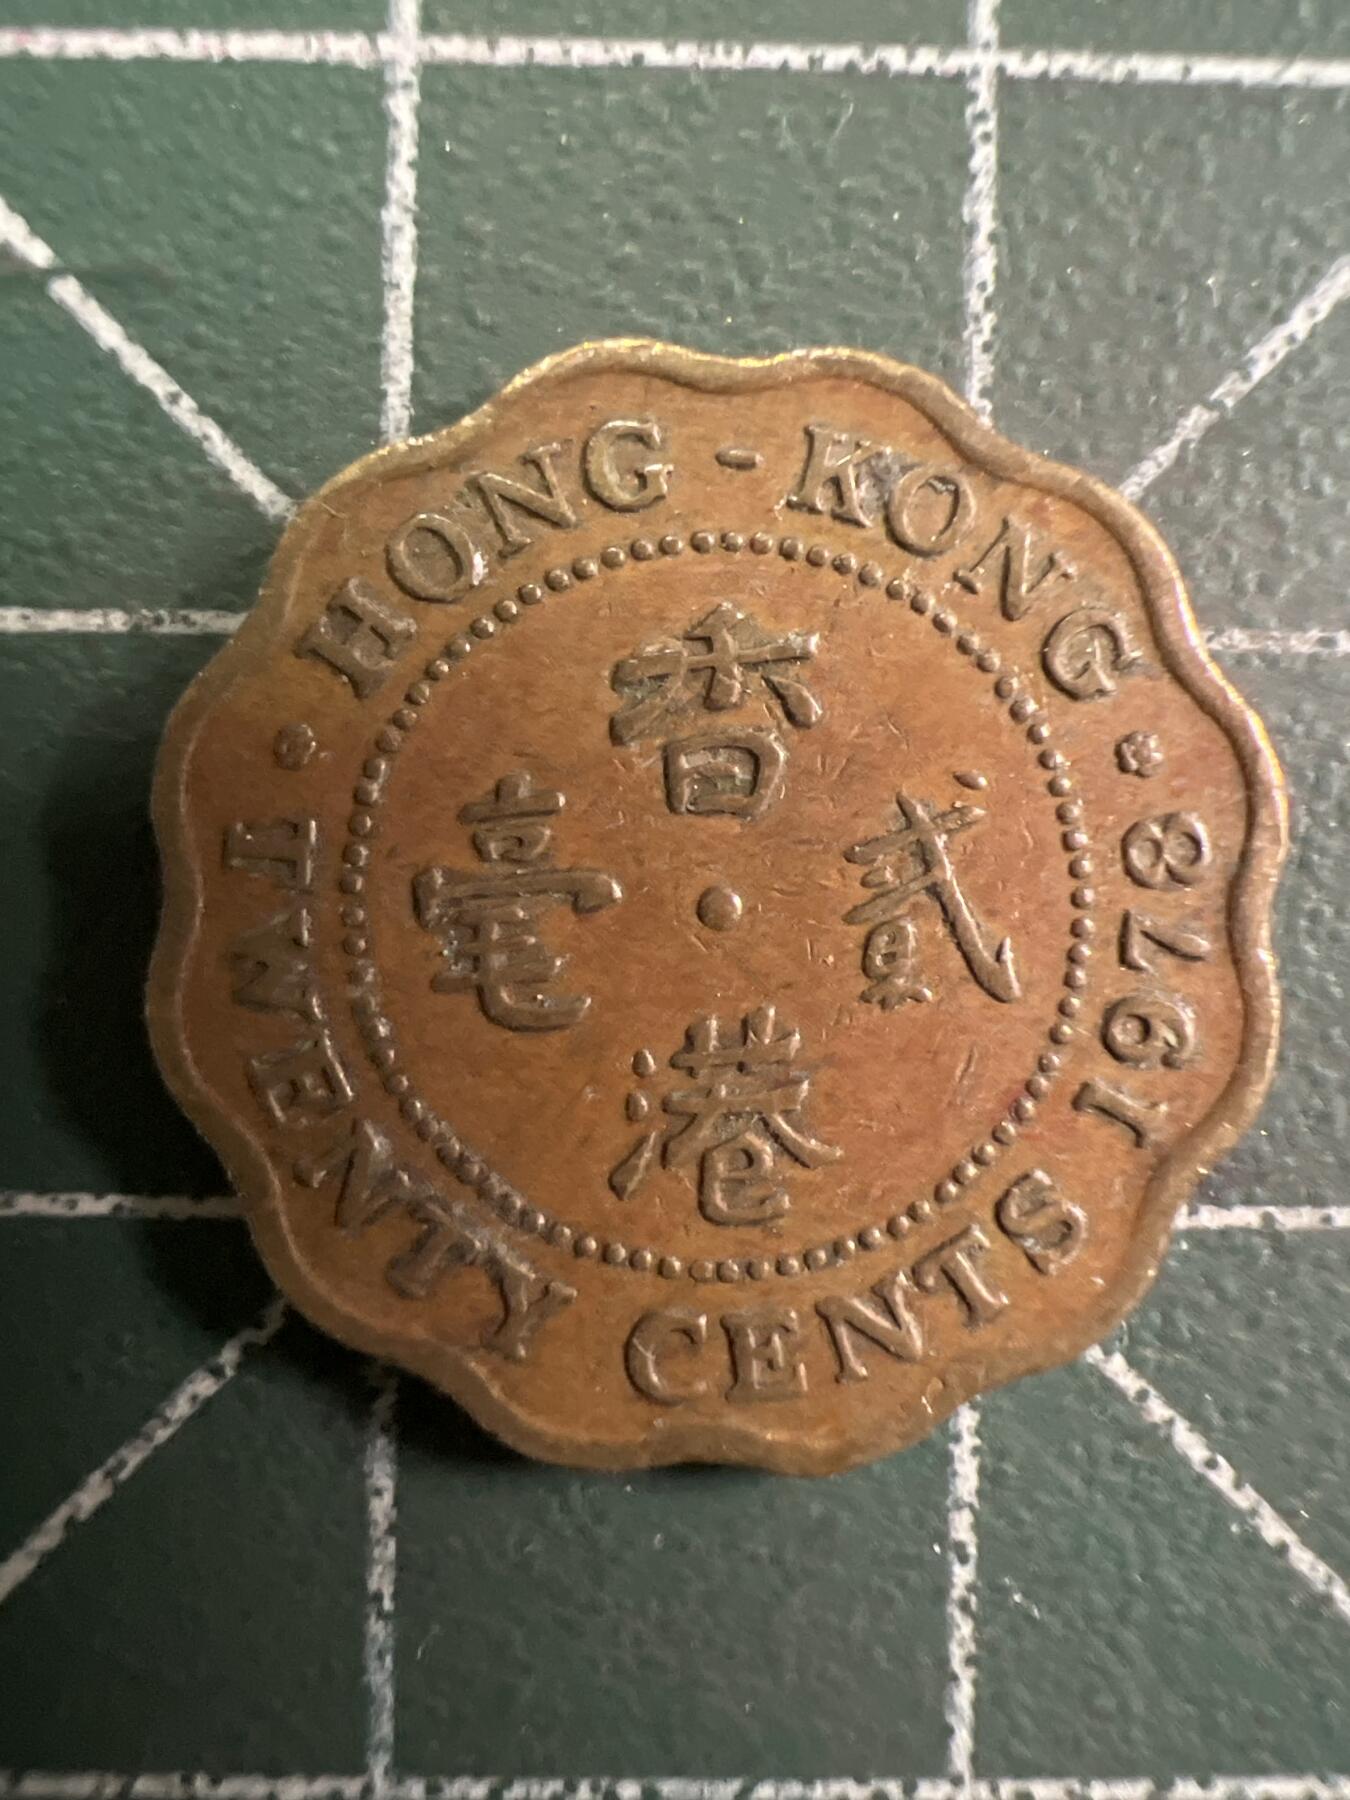 HONG - KONG
1978
TWENTY CENTS
香
港
貳
毫